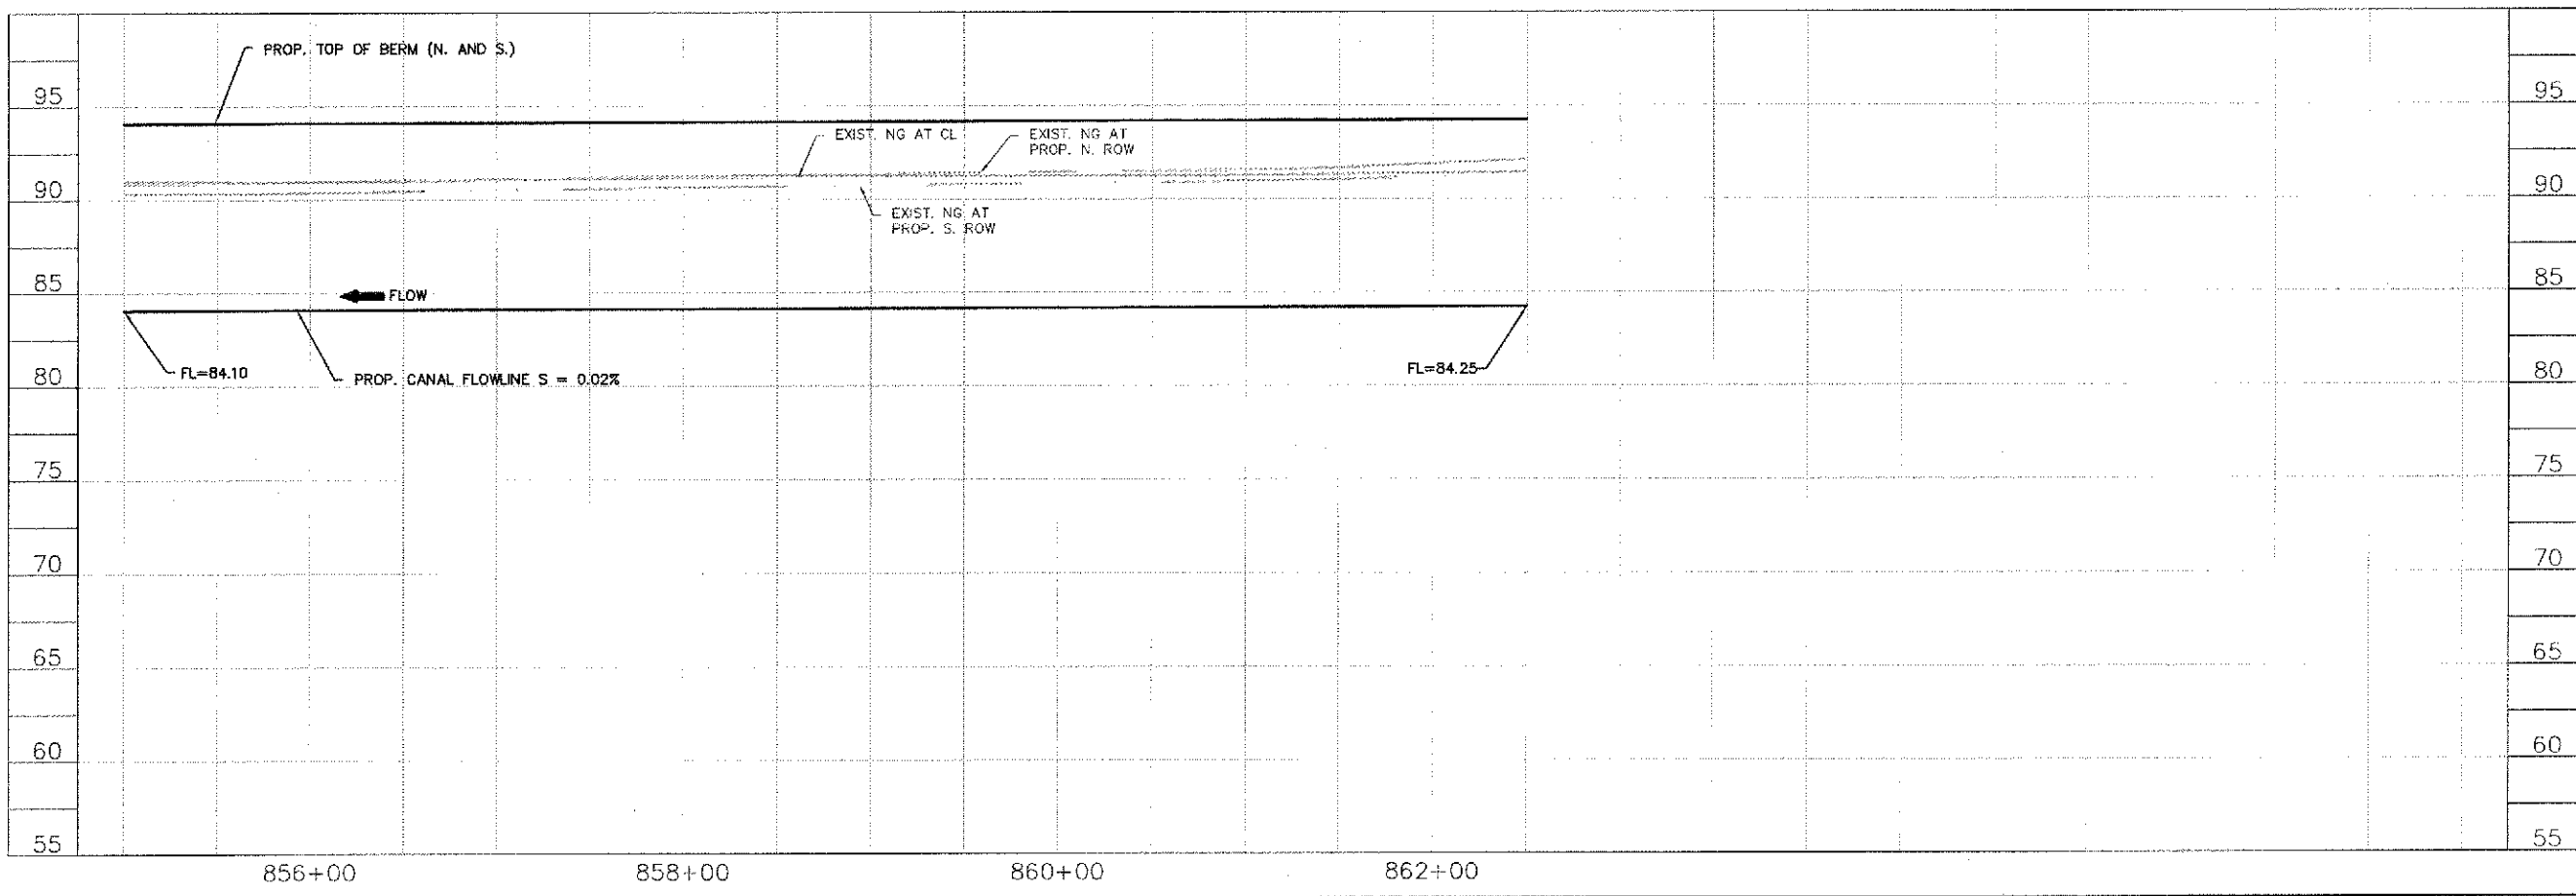 PROP. TOP OF BERM (N. AND S.)
95
95
EXIST. NG AT CL
EXIST. NG AT
PROP. N. ROW
90
90
EXIST. NG AT
PROP. S. ROW
85
85
FLOW
FL=84.10
PROP. CANAL FLOWLINE S = 0.02%
FL=84.25
80
80
75
75
70
70
65
65
60
60
55
55
856+00
858+00
860+00
862+00